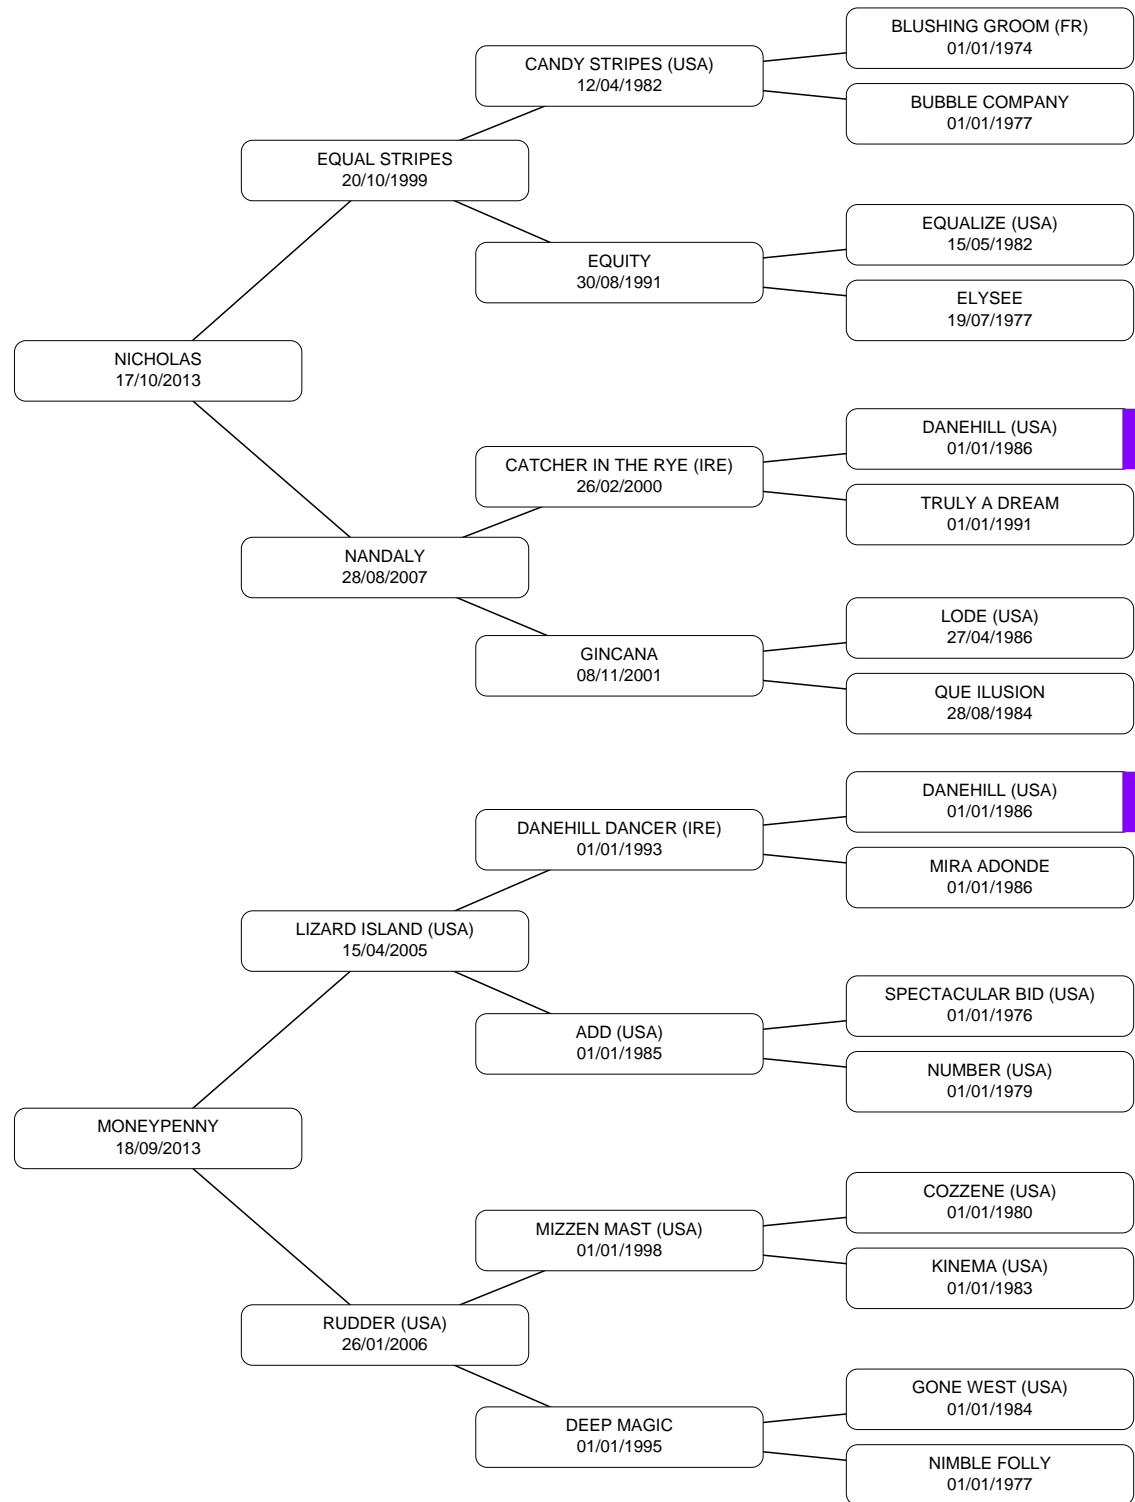 BLUSHING GROOM (FR)
01/01/1974
CANDY STRIPES (USA)
12/04/1982
BUBBLE COMPANY
01/01/1977
EQUAL STRIPES
20/10/1999
EQUALIZE (USA)
15/05/1982
EQUITY
30/08/1991
ELYSEE
19/07/1977
NICHOLAS
17/10/2013
DANEHILL (USA)
01/01/1986
CATCHER IN THE RYE (IRE)
26/02/2000
TRULY A DREAM
01/01/1991
NANDALY
28/08/2007
LODE (USA)
27/04/1986
GINCANA
08/11/2001
QUE ILUSION
28/08/1984
DANEHILL (USA)
01/01/1986
DANEHILL DANCER (IRE)
01/01/1993
MIRA ADONDE
01/01/1986
LIZARD ISLAND (USA)
15/04/2005
SPECTACULAR BID (USA)
01/01/1976
ADD (USA)
01/01/1985
NUMBER (USA)
01/01/1979
MONEYPENNY
18/09/2013
COZZENE (USA)
01/01/1980
MIZZEN MAST (USA)
01/01/1998
KINEMA (USA)
01/01/1983
RUDDER (USA)
26/01/2006
GONE WEST (USA)
01/01/1984
DEEP MAGIC
01/01/1995
NIMBLE FOLLY
01/01/1977